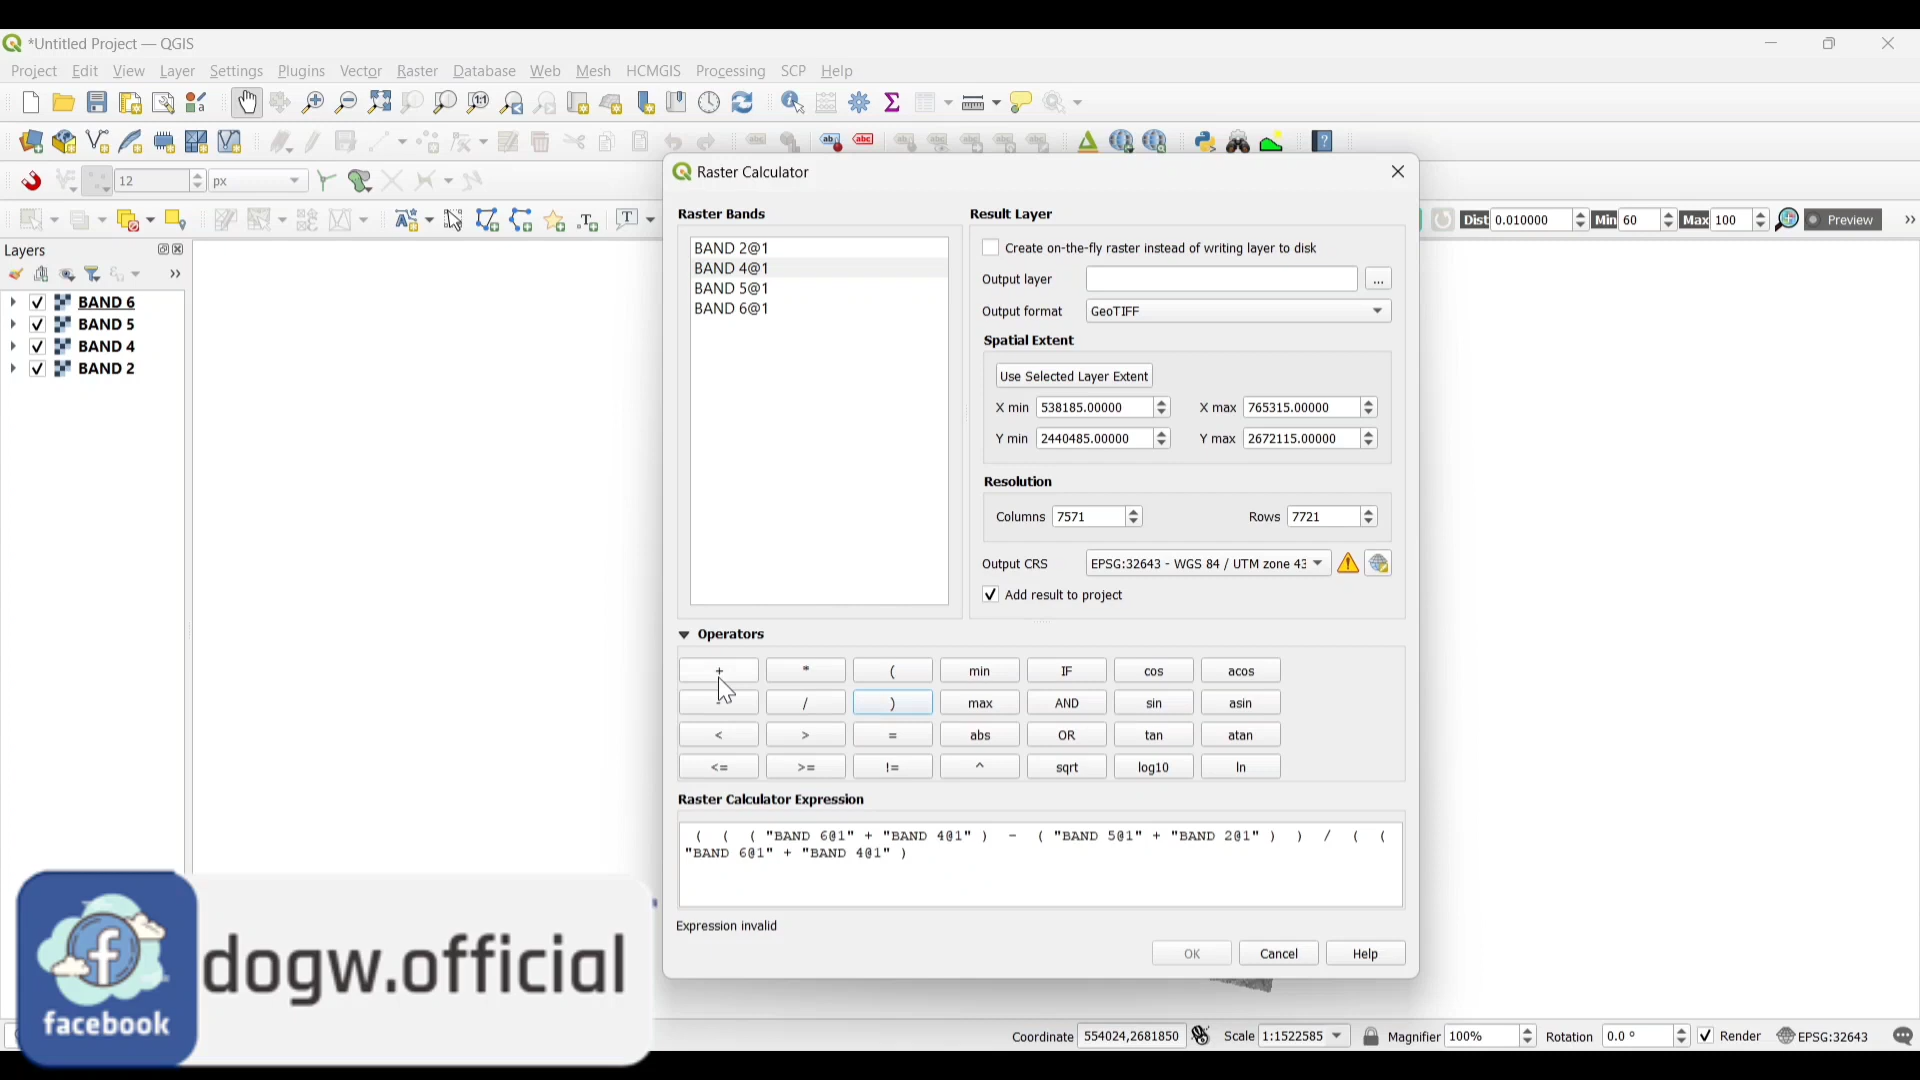 *Untitled Project — QGIS
Project Edit View Layer Settings Plugins Vector Raster Database Web Mesh HCMGIS Processing SCP Help
12 px
Dist 0.010000 Min 60 Max 100 Preview
Layers
BAND 6
BAND 5
BAND 4
BAND 2
Raster Calculator
Raster Bands
BAND 2@1
BAND 4@1
BAND 5@1
BAND 6@1
Result Layer
Create on-the-fly raster instead of writing layer to disk
Output layer ...
Output format GeoTIFF
Spatial Extent
Use Selected Layer Extent
X min 538185.00000 X max 765315.00000
Y min 2440485.00000 Y max 2672115.00000
Resolution
Columns 7571 Rows 7721
Output CRS EPSG:32643 - WGS 84 / UTM zone 43
Add result to project
Operators
+ * ( min IF cos acos
- / ) max AND sin asin
< > = abs OR tan atan
<= >= != ^ sqrt log10 ln
Raster Calculator Expression
( ( ( "BAND 6@1" + "BAND 4@1" ) - ( "BAND 5@1" + "BAND 2@1" ) ) / ( (
"BAND 6@1" + "BAND 4@1" )
Expression invalid
OK Cancel Help
facebook
dogw.official
Coordinate 554024,2681850 Scale 1:1522585 Magnifier 100% Rotation 0.0 ° Render EPSG:32643